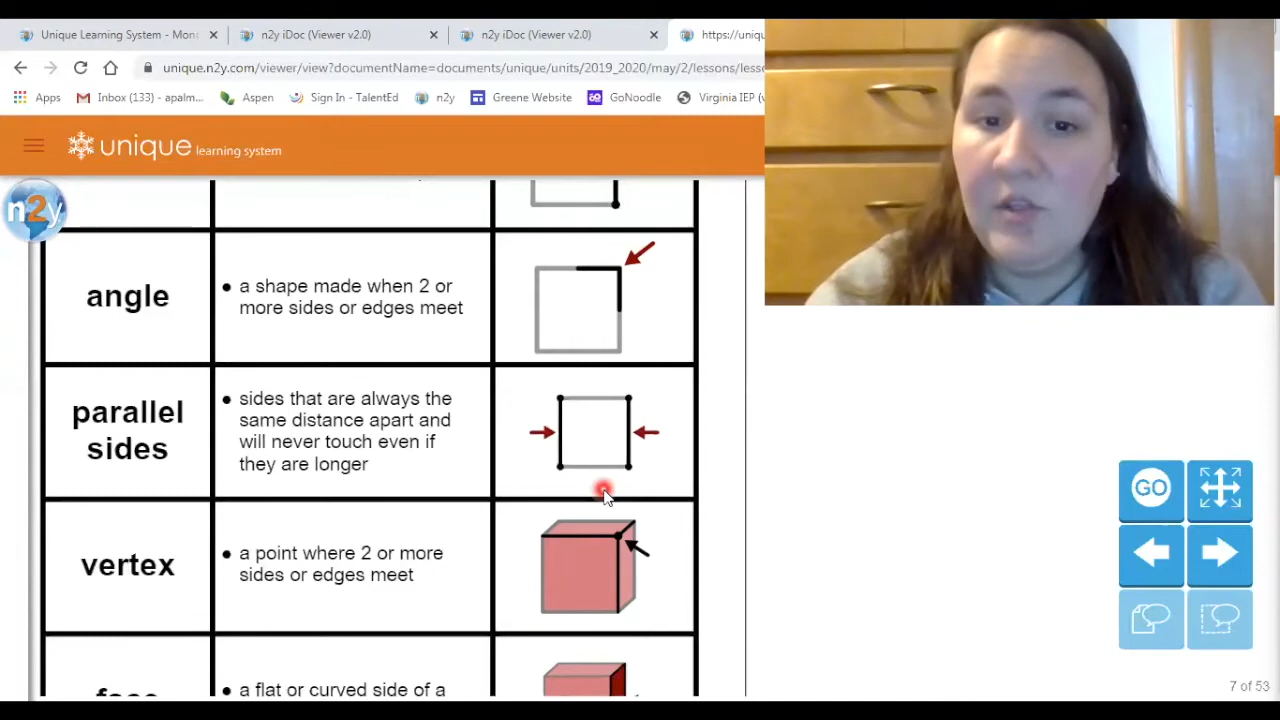 Unique Learning System - Mon
n2y iDoc (Viewer v2.0)
n2y iDoc (Viewer v2.0)
https://uniqu
unique.n2y.com/viewer/view?documentName=documents/unique/units/2019_2020/may/2/lessons/lesso
Apps
Inbox (133) - apalm...
Aspen
Sign In - TalentEd
n2y
Greene Website
GoNoodle
Virginia IEP (v
unique learning system
n2y
angle
• a shape made when 2 or
more sides or edges meet
parallel
sides
• sides that are always the
same distance apart and
will never touch even if
they are longer
vertex
• a point where 2 or more
sides or edges meet
• a flat or curved side of a
GO
7 of 53